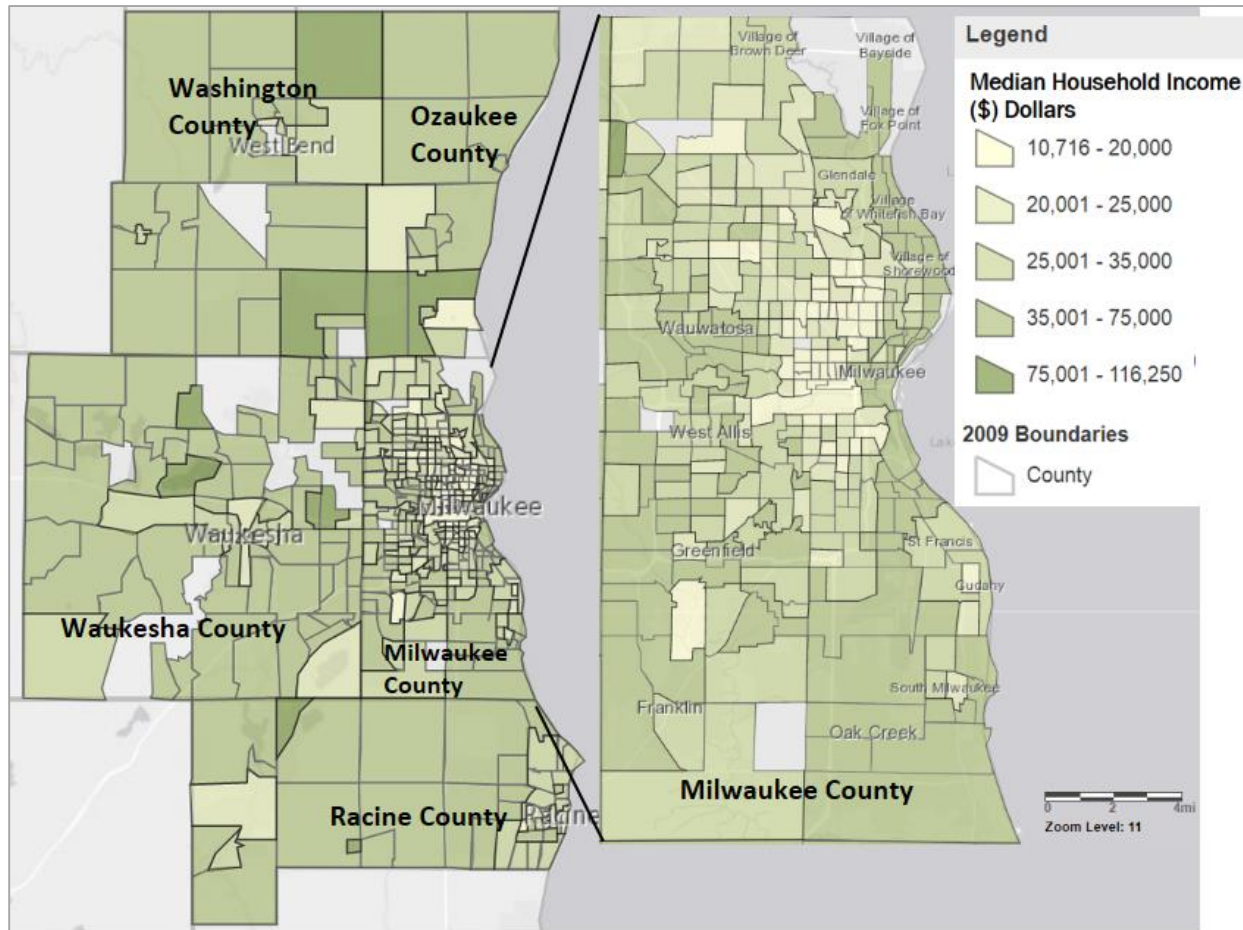 Washington
County
West Bend
Ozaukee
County
Waukesha
Milwaukee
Waukesha County
Milwaukee
County
Racine County
Racine
Village of
Brown Deer
Village of
Bayside
Village of
Fox Point
Glendale
Village
of Whitefish Bay
Village of
Shorewood
Wauwatosa
Milwaukee
West Allis
Greenfield
St Francis
Cudahy
South Milwaukee
Franklin
Oak Creek
Milwaukee County
Legend
Median Household Income
($) Dollars
10,716 - 20,000
20,001 - 25,000
25,001 - 35,000
35,001 - 75,000
75,001 - 116,250
2009 Boundaries
County
0 2 4mi
Zoom Level: 11